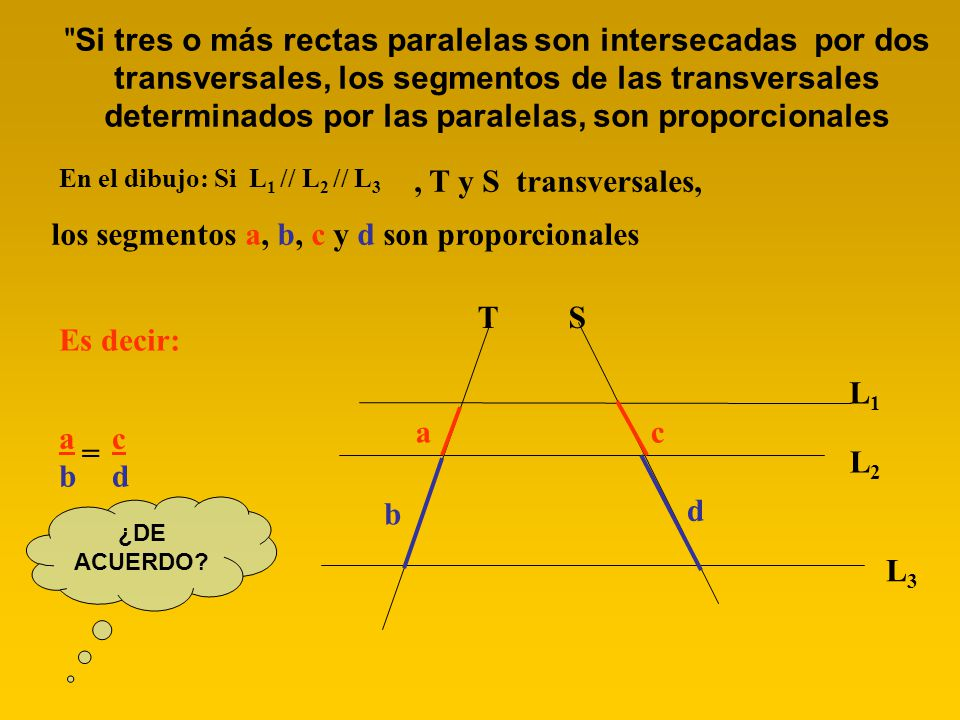 "Si tres o más rectas paralelas son intersecadas por dos
transversales, los segmentos de las transversales
determinados por las paralelas, son proporcionales
En el dibujo: Si L₁ // L₂ // L₃ , T y S transversales,
los segmentos a, b, c y d son proporcionales
T S
Es decir:
L₁
a c
a = c
b d
L₂
b d
¿DE
ACUERDO?
L₃